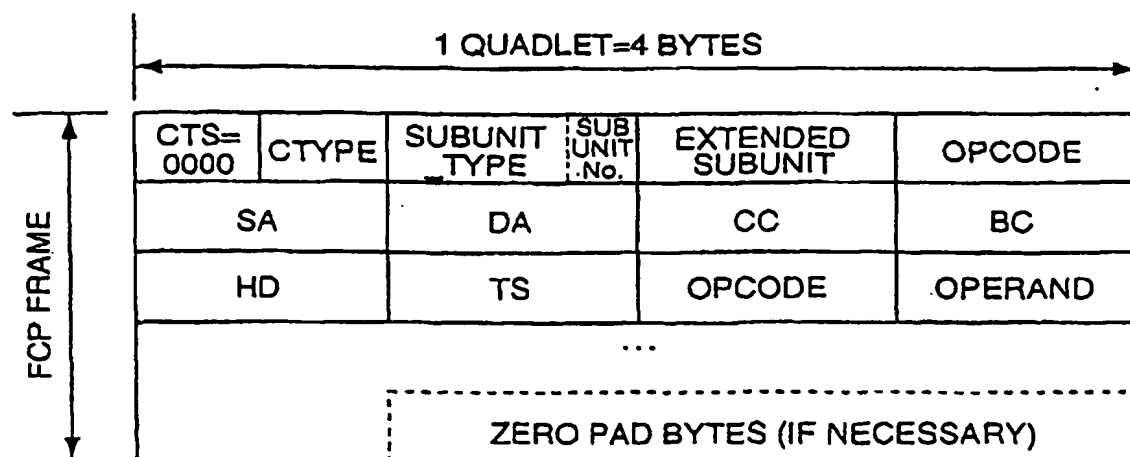 1 QUADLET=4 BYTES
CTS=
0000
CTYPE
SUBUNIT
TYPE
SUB
UNIT
No.
EXTENDED
SUBUNIT
OPCODE
SA
DA
CC
BC
HD
TS
OPCODE
OPERAND
FCP FRAME
...
ZERO PAD BYTES (IF NECESSARY)